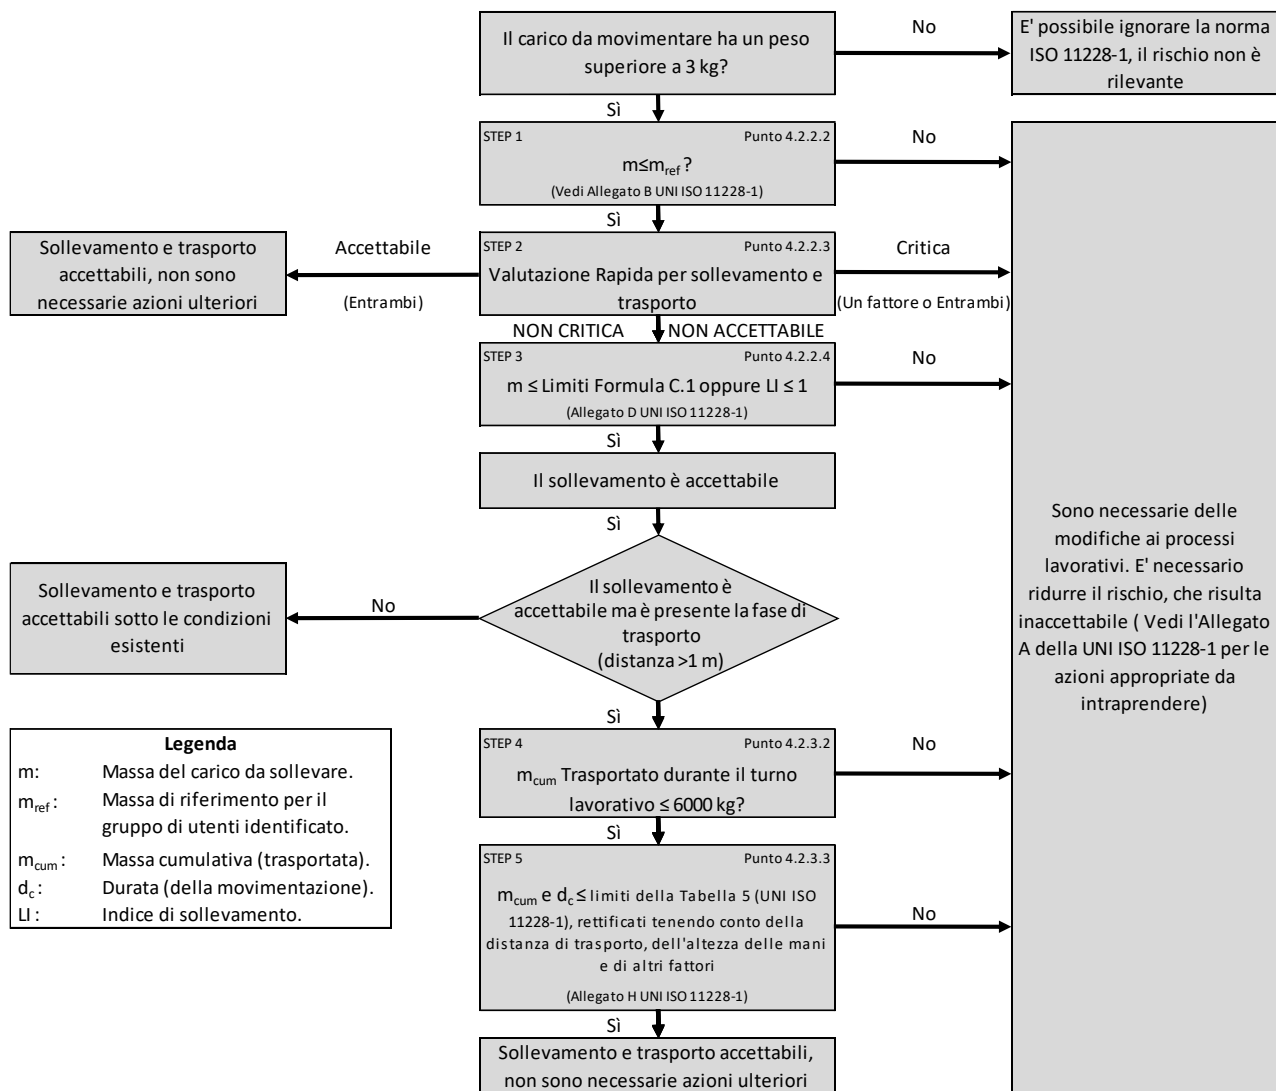 Il carico da movimentare ha un peso
superiore a 3 kg?
No
E' possibile ignorare la norma
ISO 11228-1, il rischio non è
rilevante
Sì
STEP 1 Punto 4.2.2.2
m≤mref ?
(Vedi Allegato B UNI ISO 11228-1)
No
Sì
Sollevamento e trasporto
accettabili, non sono
necessarie azioni ulteriori
Accettabile
(Entrambi)
STEP 2 Punto 4.2.2.3
Valutazione Rapida per sollevamento e
trasporto
Critica
(Un fattore o Entrambi)
NON CRITICA NON ACCETTABILE
STEP 3 Punto 4.2.2.4
m ≤ Limiti Formula C.1 oppure LI ≤ 1
(Allegato D UNI ISO 11228-1)
No
Sì
Il sollevamento è accettabile
Sì
Sollevamento e trasporto
accettabili sotto le condizioni
esistenti
No
Il sollevamento è
accettabile ma è presente la fase di
trasporto
(distanza >1 m)
Sono necessarie delle
modifiche ai processi
lavorativi. E' necessario
ridurre il rischio, che risulta
inaccettabile ( Vedi l'Allegato
A della UNI ISO 11228-1 per le
azioni appropriate da
intraprendere)
Sì
STEP 4 Punto 4.2.3.2
mcum Trasportato durante il turno
lavorativo ≤ 6000 kg?
No
Sì
STEP 5 Punto 4.2.3.3
mcum e dc ≤ limiti della Tabella 5 (UNI ISO
11228-1), rettificati tenendo conto della
distanza di trasporto, dell'altezza delle mani
e di altri fattori
(Allegato H UNI ISO 11228-1)
No
Sì
Sollevamento e trasporto accettabili,
non sono necessarie azioni ulteriori
Legenda
m: Massa del carico da sollevare.
mref : Massa di riferimento per il
gruppo di utenti identificato.
mcum : Massa cumulativa (trasportata).
dc : Durata (della movimentazione).
LI : Indice di sollevamento.